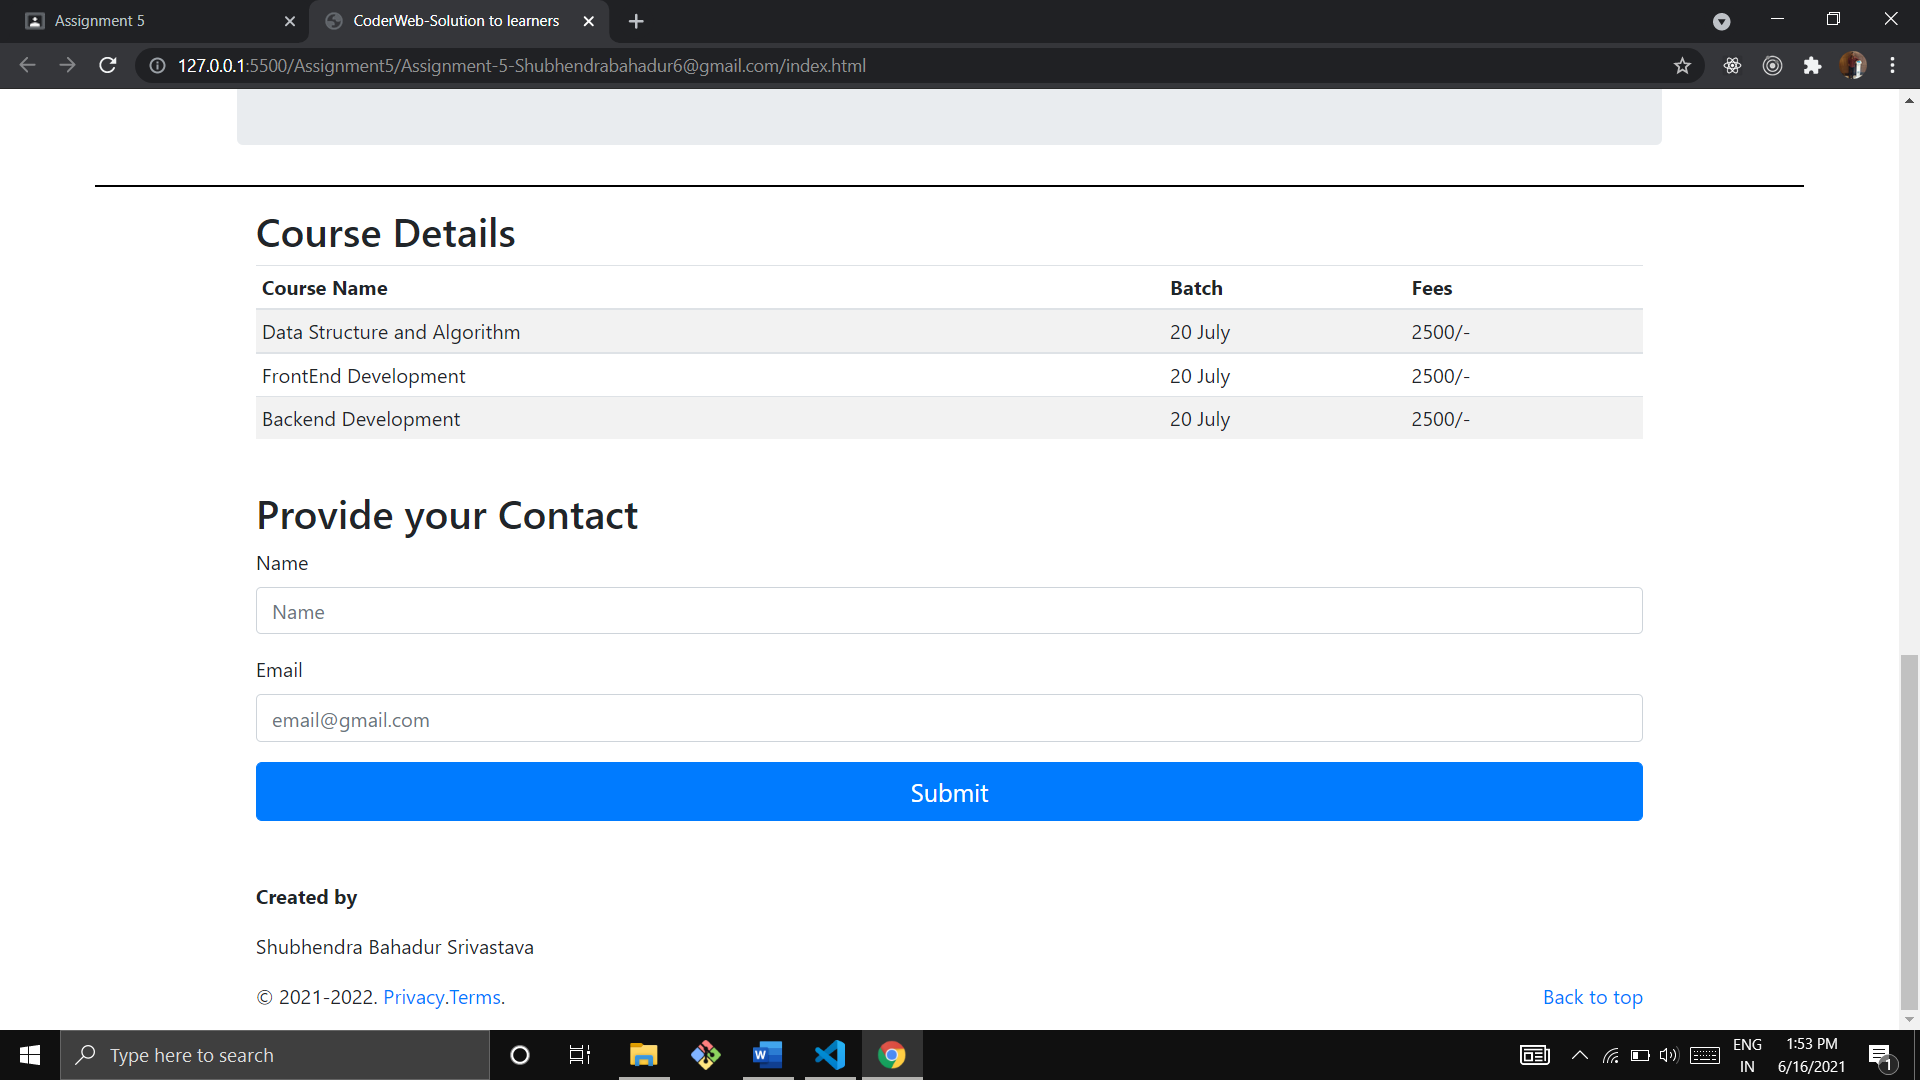 Assignment 5
CoderWeb-Solution to learners
127.0.0.1:5500/Assignment5/Assignment-5-Shubhendrabahadur6@gmail.com/index.html
Course Details
Course Name Batch Fees
Data Structure and Algorithm 20 July 2500/-
FrontEnd Development 20 July 2500/-
Backend Development 20 July 2500/-
Provide your Contact
Name
Name
Email
email@gmail.com
Submit
Created by
Shubhendra Bahadur Srivastava
© 2021-2022. Privacy.Terms. Back to top
Type here to search
ENG
IN
1:53 PM
6/16/2021
1